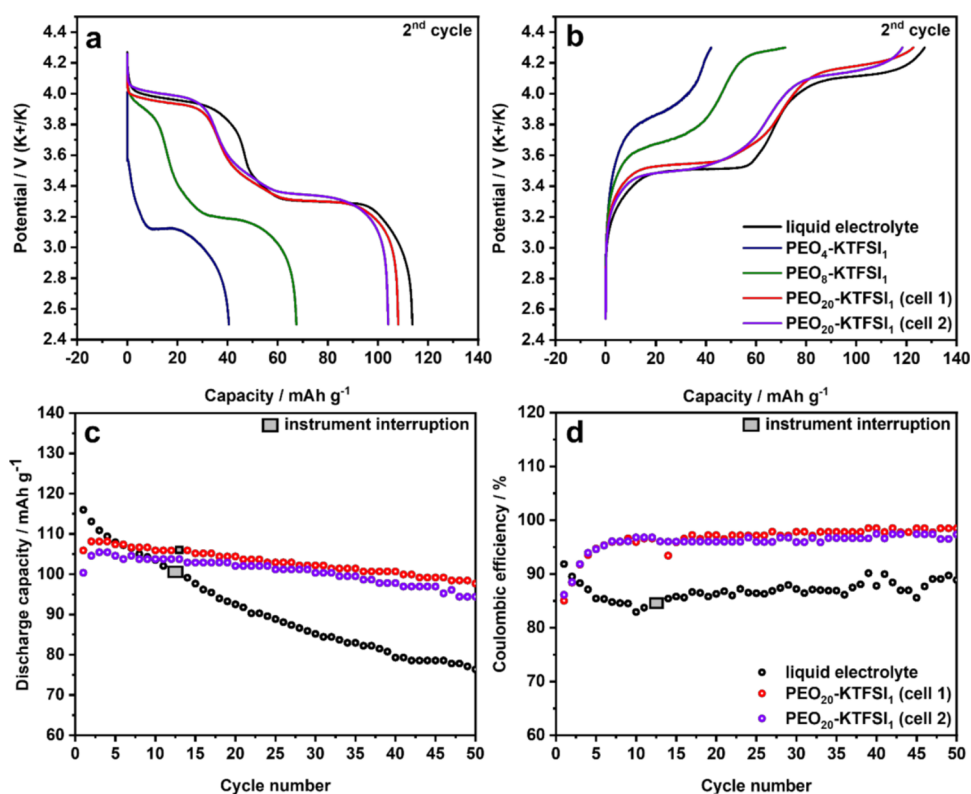 a
2nd cycle
4.4
4.2
4.0
3.8
3.6
3.4
3.2
3.0
2.8
2.6
2.4
Potential / V (K+/K)
-20 0 20 40 60 80 100 120 140
Capacity / mAh g-1
b
2nd cycle
4.4
4.2
4.0
3.8
3.6
3.4
3.2
3.0
2.8
2.6
2.4
Potential / V (K+/K)
liquid electrolyte
PEO4-KTFSI1
PEO8-KTFSI1
PEO20-KTFSI1 (cell 1)
PEO20-KTFSI1 (cell 2)
-20 0 20 40 60 80 100 120 140
Capacity / mAh g-1
c
instrument interruption
140
130
120
110
100
90
80
70
60
Discharge capacity / mAh g-1
0 5 10 15 20 25 30 35 40 45 50
Cycle number
d
instrument interruption
120
110
100
90
80
70
60
Coulombic efficiency / %
liquid electrolyte
PEO20-KTFSI1 (cell 1)
PEO20-KTFSI1 (cell 2)
0 5 10 15 20 25 30 35 40 45 50
Cycle number